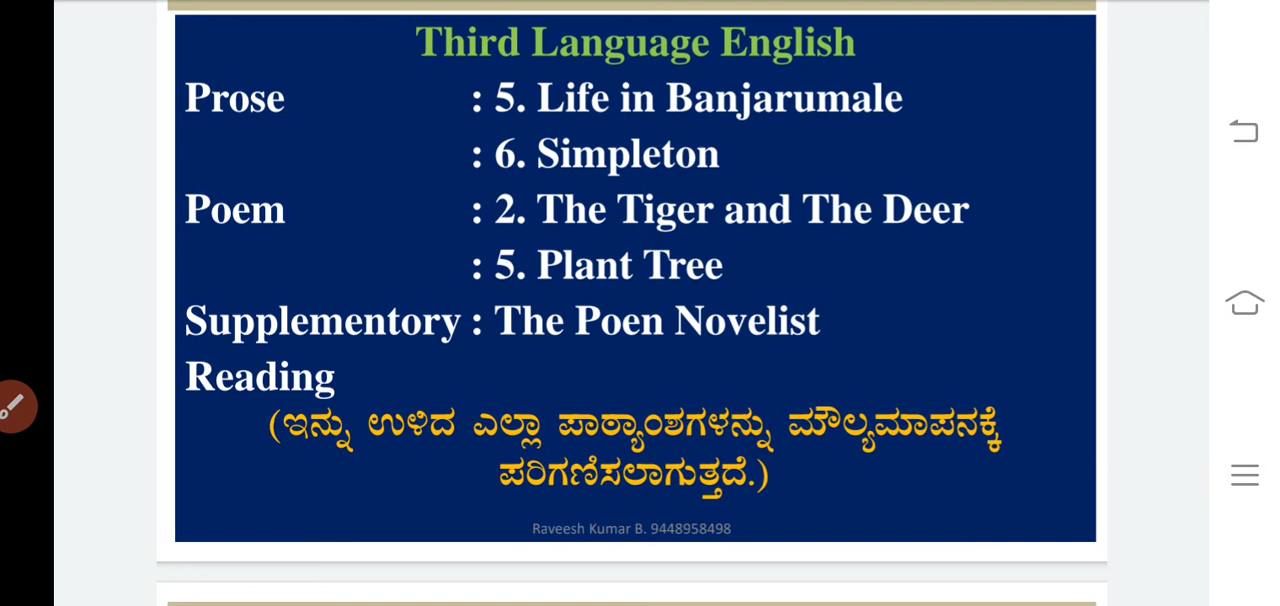 Third Language English
Prose : 5. Life in Banjarumale
: 6. Simpleton
Poem : 2. The Tiger and The Deer
: 5. Plant Tree
Supplementory : The Poen Novelist
Reading
(ಇನ್ನು ಉಳಿದ ಎಲ್ಲಾ ಪಾಠ್ಯಾಂಶಗಳನ್ನು ಮೌಲ್ಯಮಾಪನಕ್ಕೆ
ಪರಿಗಣಿಸಲಾಗುತ್ತದೆ.)
Raveesh Kumar B. 9448958498